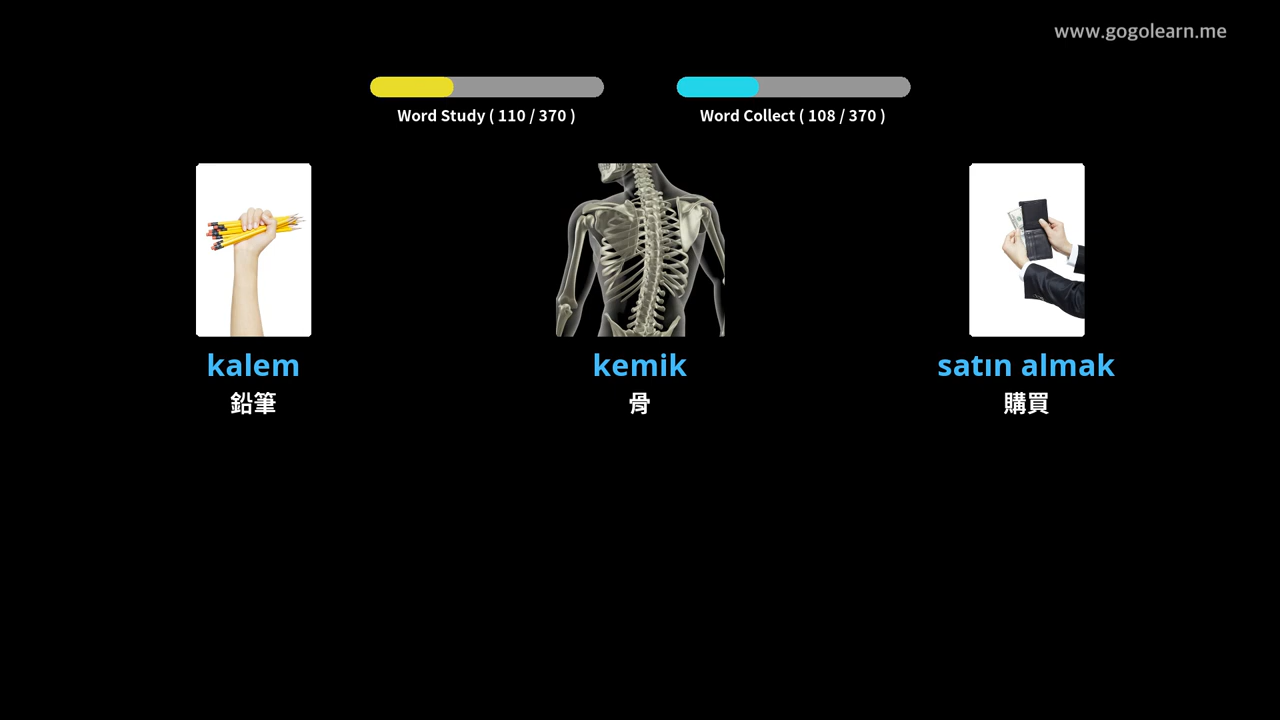 www.gogolearn.me
Word Study ( 110 / 370 )
Word Collect ( 108 / 370 )
kalem
鉛筆
kemik
骨
satın almak
購買